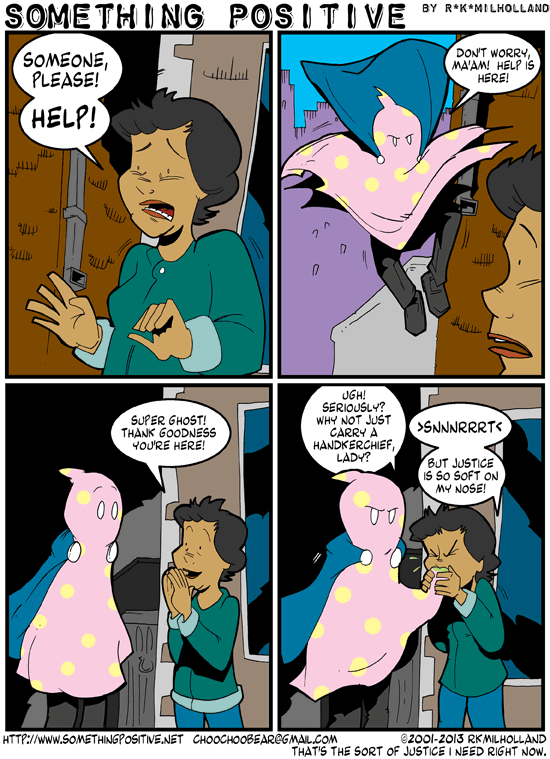 SOMETHING POSITIVE BY R*K*MILHOLLAND
SOMEONE,
PLEASE!
HELP!
DON'T WORRY,
MA'AM! HELP IS
HERE!
SUPER GHOST!
THANK GOODNESS
YOU'RE HERE!
UGH!
SERIOUSLY?
WHY NOT JUST
CARRY A
HANDKERCHIEF,
LADY?
>SNNNRRRT<
BUT JUSTICE
IS SO SOFT ON
MY NOSE!
HTTP://WWW.SOMETHINGPOSITIVE.NET CHOOCHOOBEAR@GMAIL.COM ©2001-2013 RKMILHOLLAND
THAT'S THE SORT OF JUSTICE I NEED RIGHT NOW.